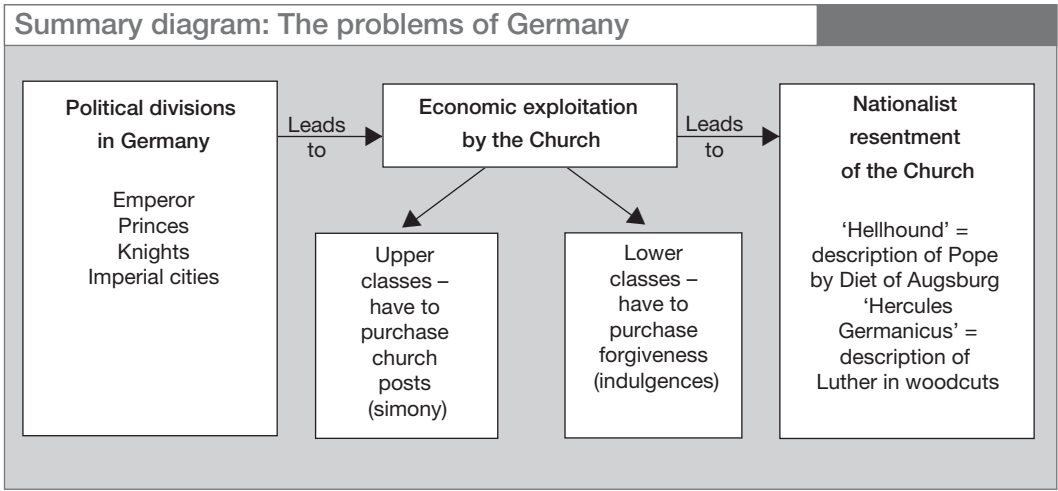 Summary diagram: The problems of Germany
Political divisions
in Germany
Emperor
Princes
Knights
Imperial cities
Leads
to
Economic exploitation
by the Church
Upper
classes –
have to
purchase
church
posts
(simony)
Lower
classes –
have to
purchase
forgiveness
(indulgences)
Leads
to
Nationalist
resentment
of the Church
‘Hellhound’ =
description of Pope
by Diet of Augsburg
‘Hercules
Germanicus’ =
description of
Luther in woodcuts